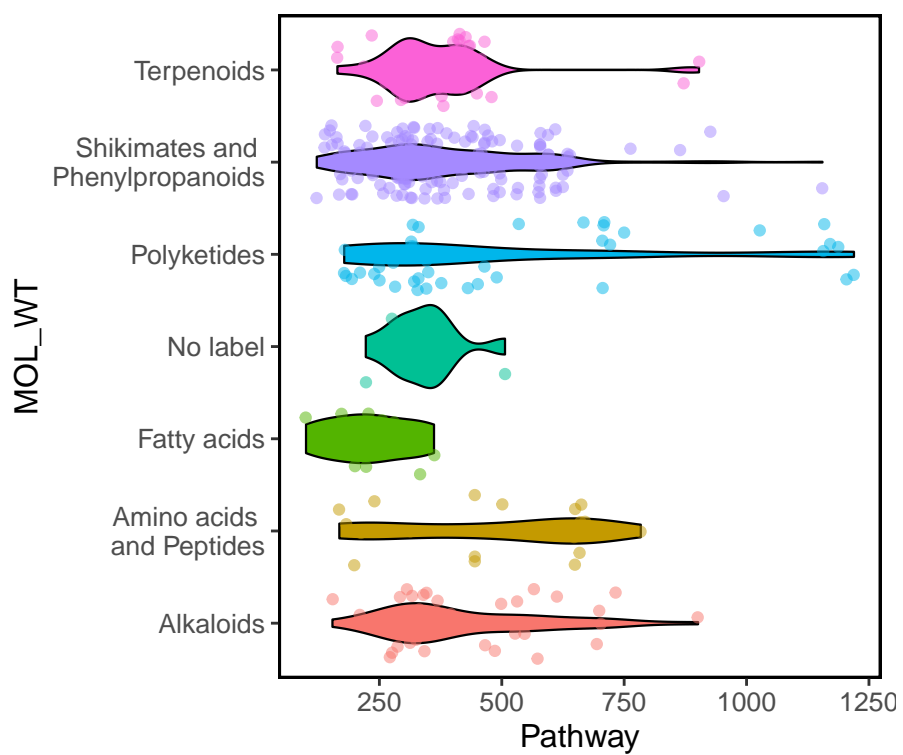 Terpenoids
Shikimates and
Phenylpropanoids
Polyketides
No label
Fatty acids
Amino acids
and Peptides
Alkaloids
MOL_WT
250 500 750 1000 1250
Pathway